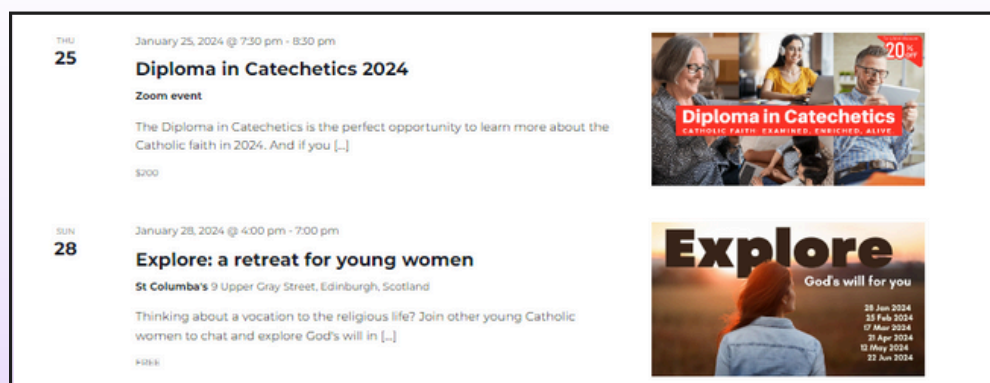 THU
25
January 25, 2024 @ 7:30 pm - 8:30 pm
Diploma in Catechetics 2024
Zoom event
The Diploma in Catechetics is the perfect opportunity to learn more about the
Catholic faith in 2024. And if you [...]
$200
20% OFF
Diploma in Catechetics
CATHOLIC FAITH: EXAMINED, ENRICHED, ALIVE.
SUN
28
January 28, 2024 @ 4:00 pm - 7:00 pm
Explore: a retreat for young women
St Columba's 9 Upper Gray Street, Edinburgh, Scotland
Thinking about a vocation to the religious life? Join other young Catholic
women to chat and explore God's will in [...]
FREE
Explore
God's will for you
28 Jan 2024
25 Feb 2024
17 Mar 2024
21 Apr 2024
12 May 2024
22 Jun 2024